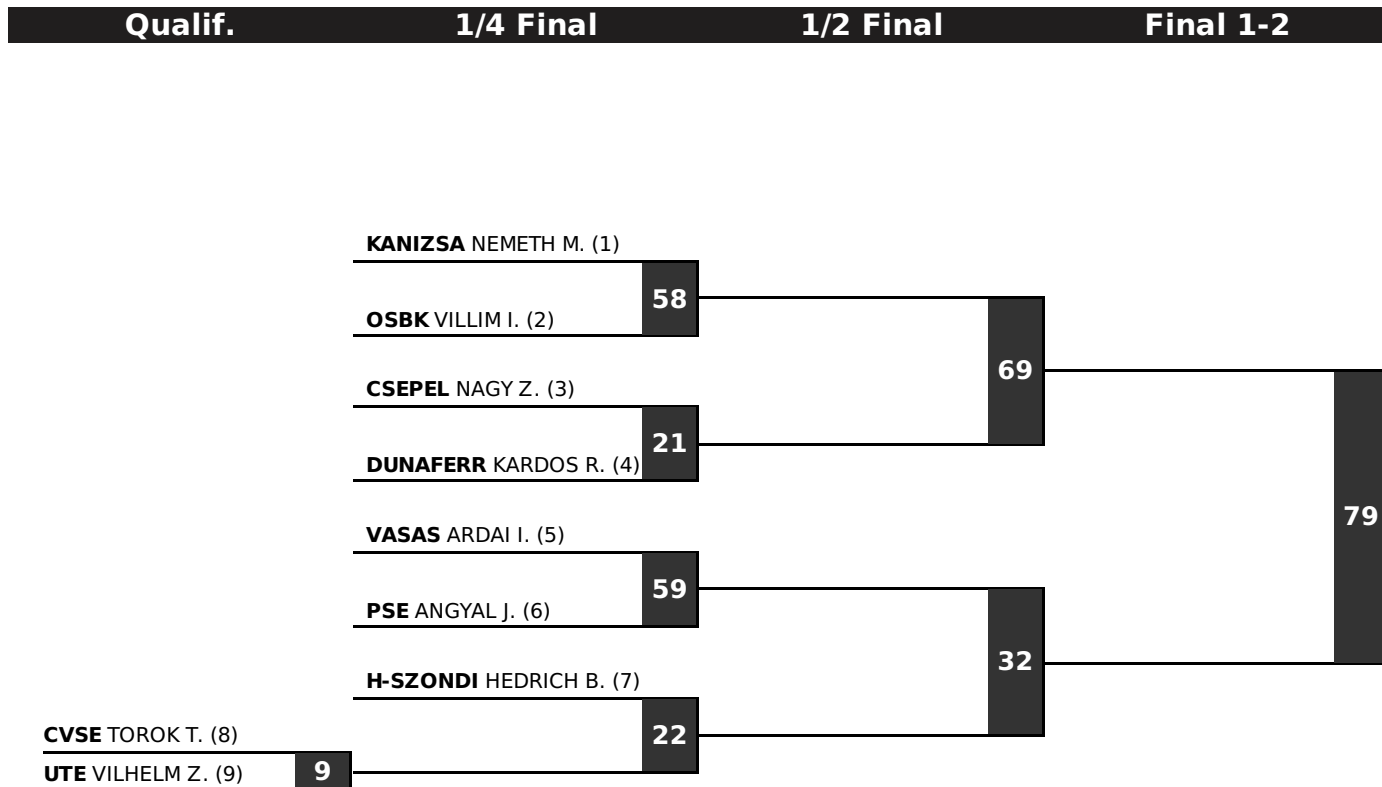 Qualif. 1/4 Final 1/2 Final Final 1-2
KANIZSA NEMETH M. (1)
58
OSBK VILLIM I. (2)
69
CSEPEL NAGY Z. (3)
21
DUNAFERR KARDOS R. (4)
79
VASAS ARDAI I. (5)
59
PSE ANGYAL J. (6)
32
H-SZONDI HEDRICH B. (7)
22
CVSE TOROK T. (8)
9
UTE VILHELM Z. (9)